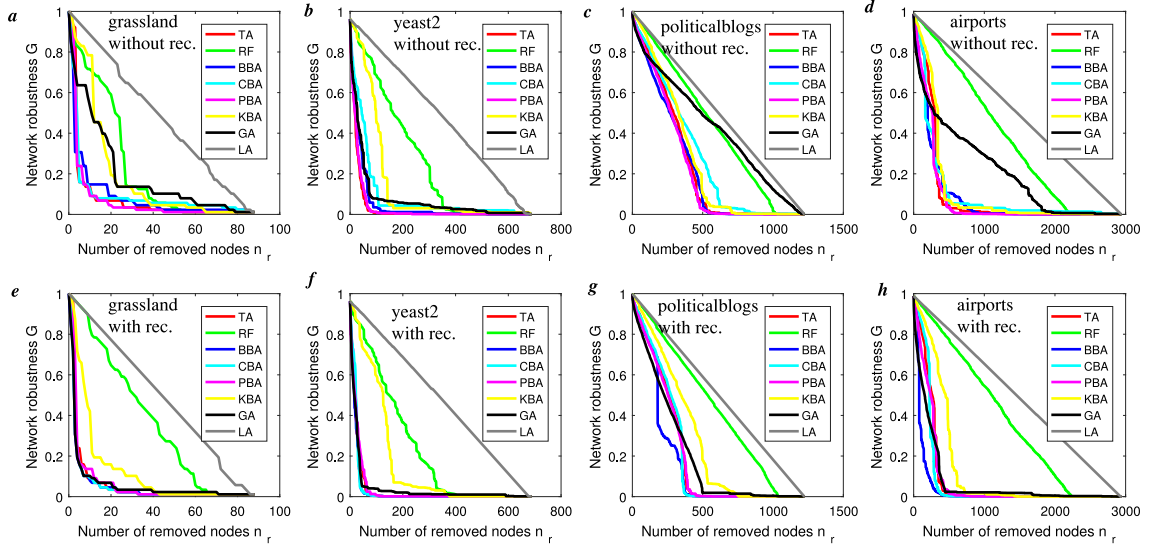 a
grassland
without rec.
Network robustness G
1
0.8
0.6
0.4
0.2
0
0 20 40 60 80 100
Number of removed nodes n r
TA
RF
BBA
CBA
PBA
KBA
GA
LA
b
yeast2
without rec.
Network robustness G
1
0.8
0.6
0.4
0.2
0
0 200 400 600 800
Number of removed nodes n r
TA
RF
BBA
CBA
PBA
KBA
GA
LA
c
politicalblogs
without rec.
Network robustness G
1
0.8
0.6
0.4
0.2
0
0 500 1000 1500
Number of removed nodes n r
TA
RF
BBA
CBA
PBA
KBA
GA
LA
d
airports
without rec.
Network robustness G
1
0.8
0.6
0.4
0.2
0
0 1000 2000 3000
Number of removed nodes n r
TA
RF
BBA
CBA
PBA
KBA
GA
LA
e
grassland
with rec.
Network robustness G
1
0.8
0.6
0.4
0.2
0
0 20 40 60 80 100
Number of removed nodes n r
TA
RF
BBA
CBA
PBA
KBA
GA
LA
f
yeast2
with rec.
Network robustness G
1
0.8
0.6
0.4
0.2
0
0 200 400 600 800
Number of removed nodes n r
TA
RF
BBA
CBA
PBA
KBA
GA
LA
g
politicalblogs
with rec.
Network robustness G
1
0.8
0.6
0.4
0.2
0
0 500 1000 1500
Number of removed nodes n r
TA
RF
BBA
CBA
PBA
KBA
GA
LA
h
airports
with rec.
Network robustness G
1
0.8
0.6
0.4
0.2
0
0 1000 2000 3000
Number of removed nodes n r
TA
RF
BBA
CBA
PBA
KBA
GA
LA